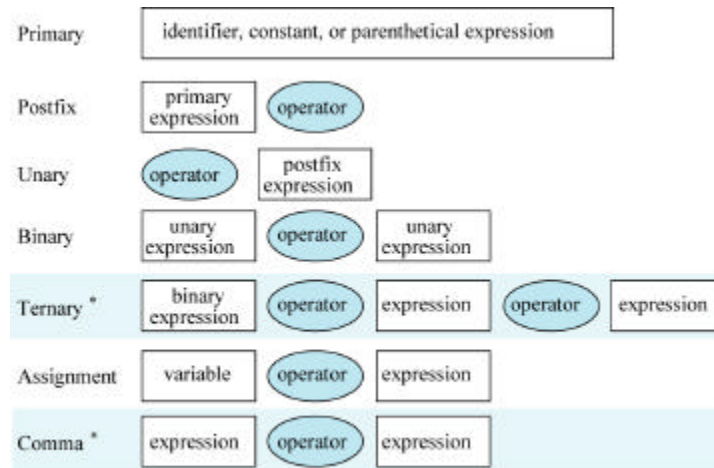 Primary identifier, constant, or parenthetical expression
Postfix primary expression operator
Unary operator postfix expression
Binary unary expression operator unary expression
Ternary * binary expression operator expression operator expression
Assignment variable operator expression
Comma * expression operator expression